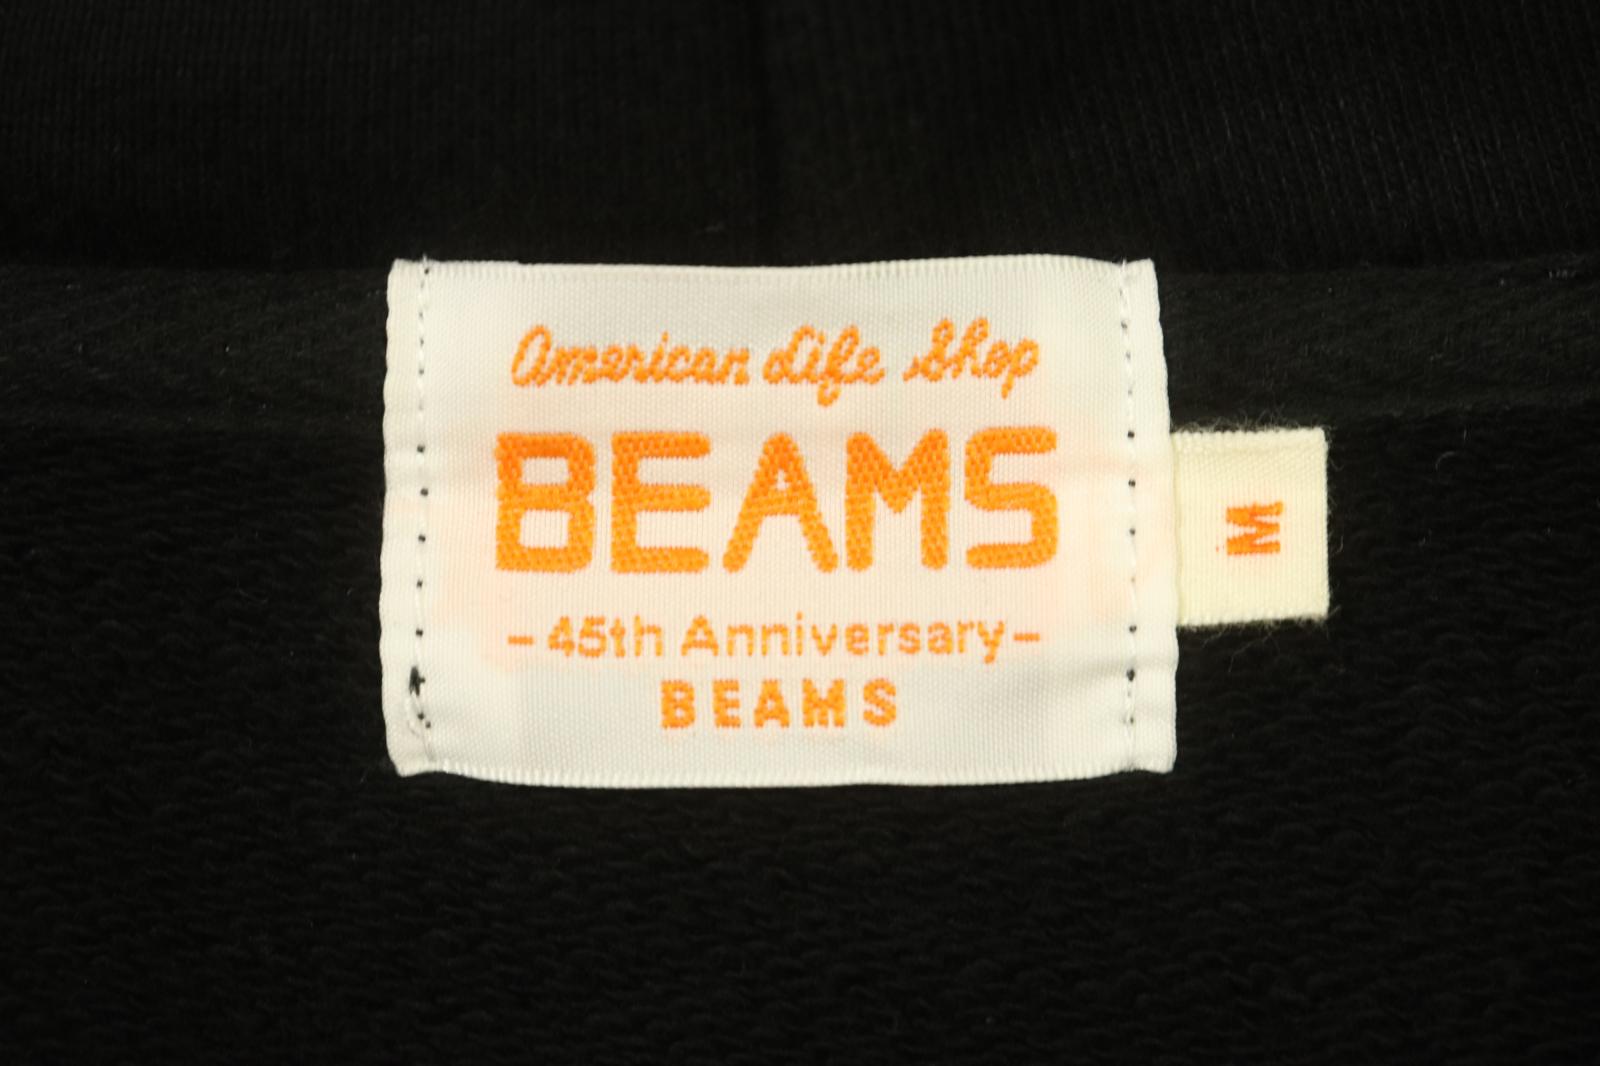 American Life Shop
BEAMS
-45th Anniversary-
BEAMS
M